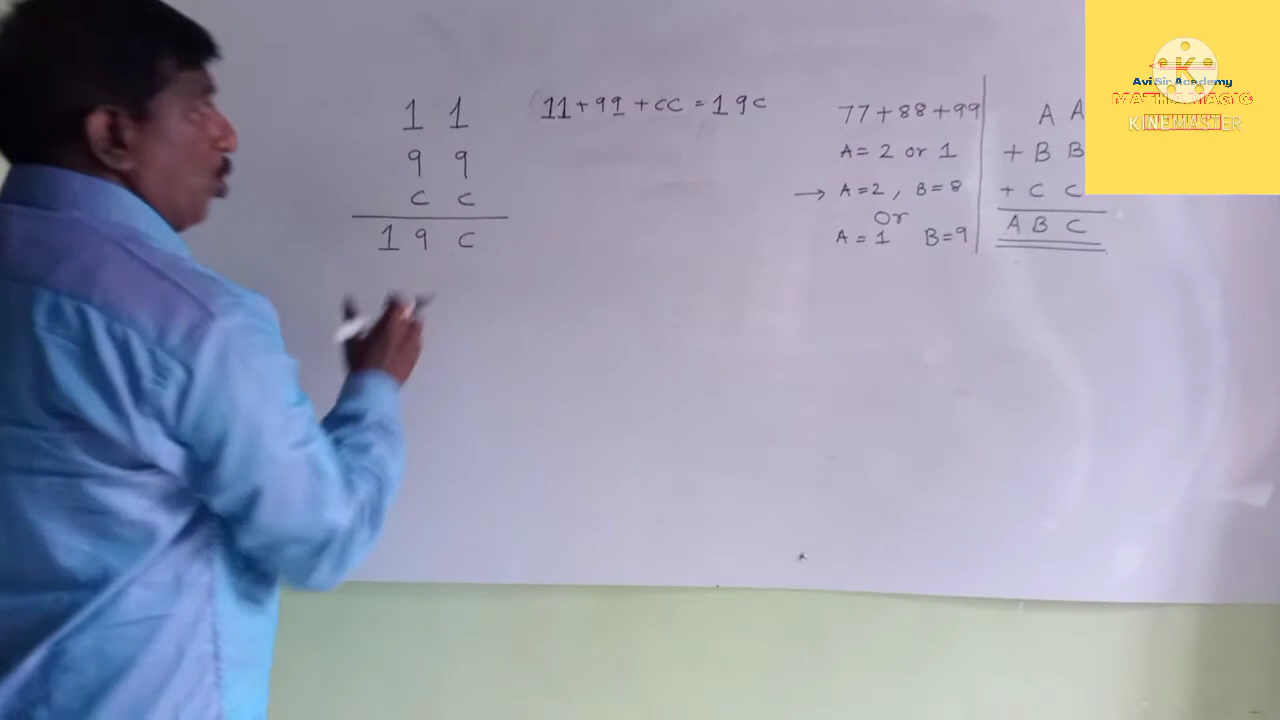 1 1
9 9
c c
1 9 c
11 + 99 + cc = 19c
77 + 88 + 99
A = 2 or 1
→ A = 2 , B = 8
Or
A = 1 B = 9
A A
+ B B
+ C C
A B C
K
Avi Sir Academy
MATHAMAGIC
KINEMASTER